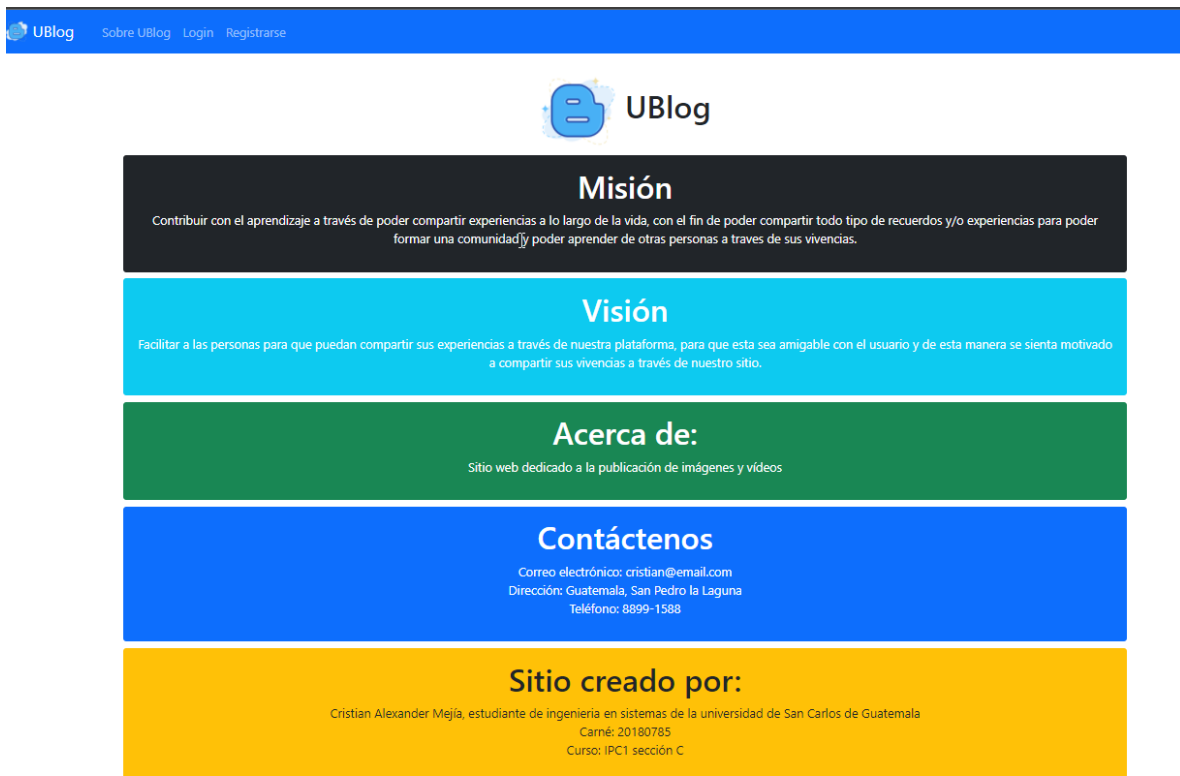 UBlog Sobre UBlog Login Registrarse
UBlog
Misión
Contribuir con el aprendizaje a través de poder compartir experiencias a lo largo de la vida, con el fin de poder compartir todo tipo de recuerdos y/o experiencias para poder
formar una comunidad y poder aprender de otras personas a traves de sus vivencias.
Visión
Facilitar a las personas para que puedan compartir sus experiencias a través de nuestra plataforma, para que esta sea amigable con el usuario y de esta manera se sienta motivado
a compartir sus vivencias a través de nuestro sitio.
Acerca de:
Sitio web dedicado a la publicación de imágenes y vídeos
Contáctenos
Correo electrónico: cristian@email.com
Dirección: Guatemala, San Pedro la Laguna
Teléfono: 8899-1588
Sitio creado por:
Cristian Alexander Mejía, estudiante de ingenieria en sistemas de la universidad de San Carlos de Guatemala
Carné: 20180785
Curso: IPC1 sección C